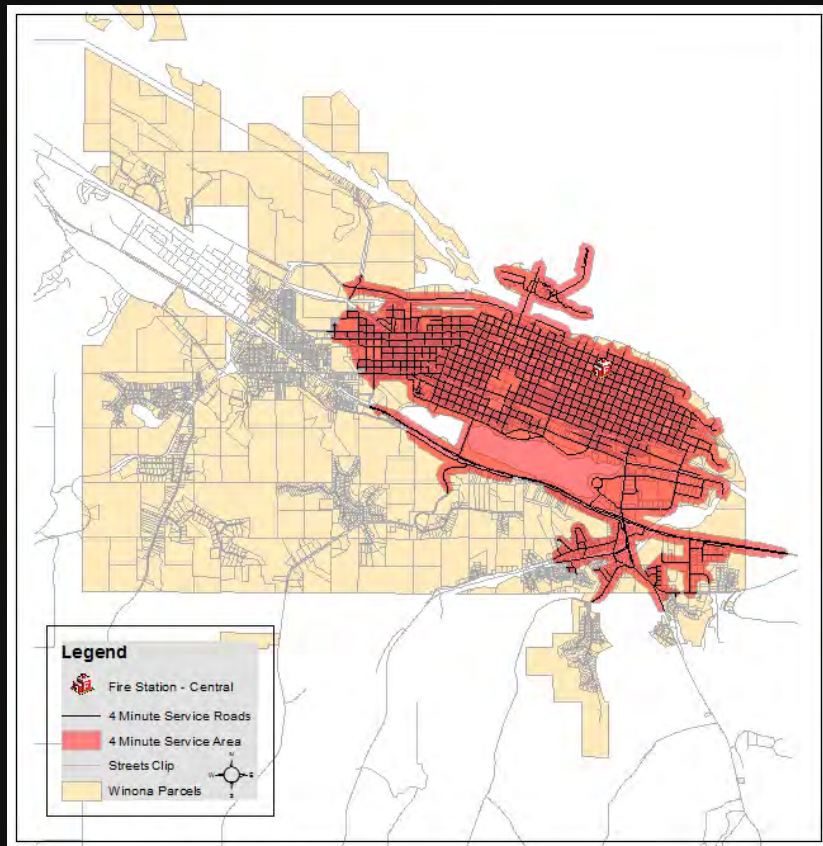 Legend
Fire Station - Central
4 Minute Service Roads
4 Minute Service Area
Streets Clip
Winona Parcels
N
W
E
S